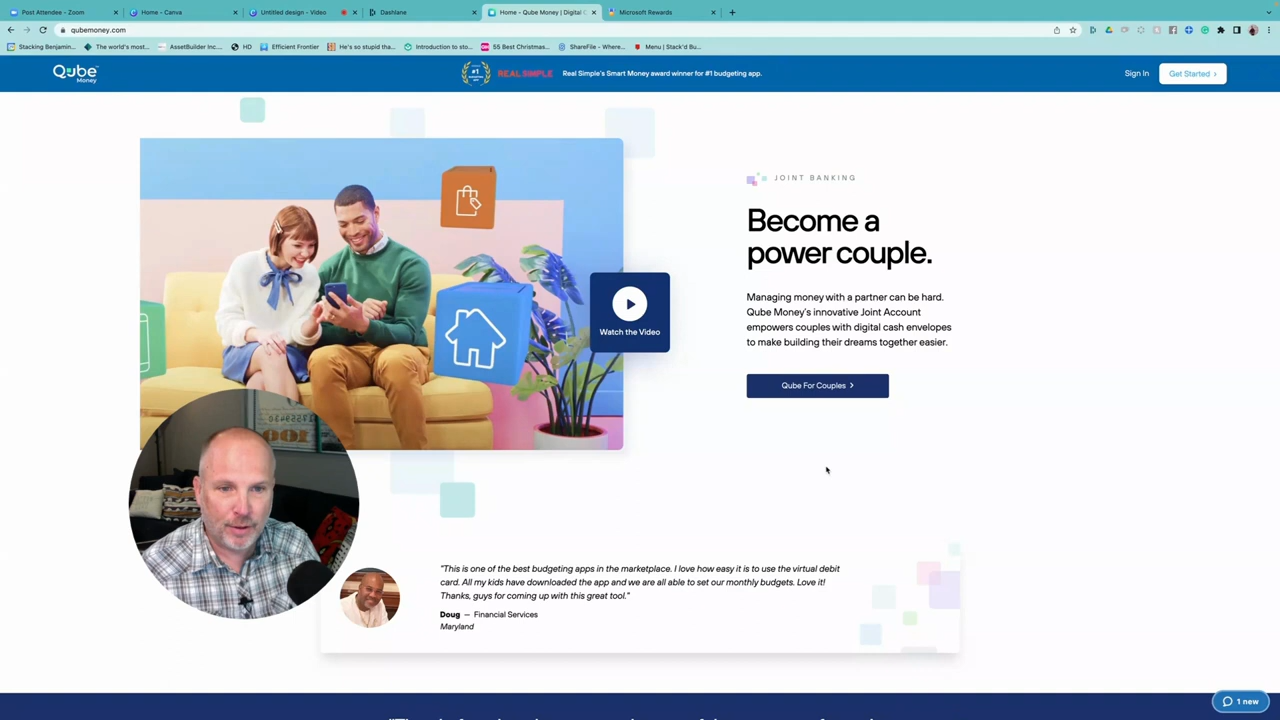 Post Attendee - Zoom
Home - Canva
Untitled design - Video
Dashlane
Home - Qube Money | Digital C
Microsoft Rewards
qubemoney.com
Stacking Benjamin...
The world's most...
AssetBuilder Inc....
HD
Efficient Frontier
He's so stupid tha...
Introduction to sto...
55 Best Christmas...
ShareFile - Where...
Menu | Stack'd Bu...
Qube
Money
#1
REAL SIMPLE
Real Simple's Smart Money award winner for #1 budgeting app.
Sign In
Get Started ›
JOINT BANKING
Become a
power couple.
Managing money with a partner can be hard.
Qube Money's innovative Joint Account
empowers couples with digital cash envelopes
to make building their dreams together easier.
Watch the Video
Qube For Couples ›
"This is one of the best budgeting apps in the marketplace. I love how easy it is to use the virtual debit
card. All my kids have downloaded the app and we are all able to set our monthly budgets. Love it!
Thanks, guys for coming up with this great tool."
Doug — Financial Services
Maryland
1 new